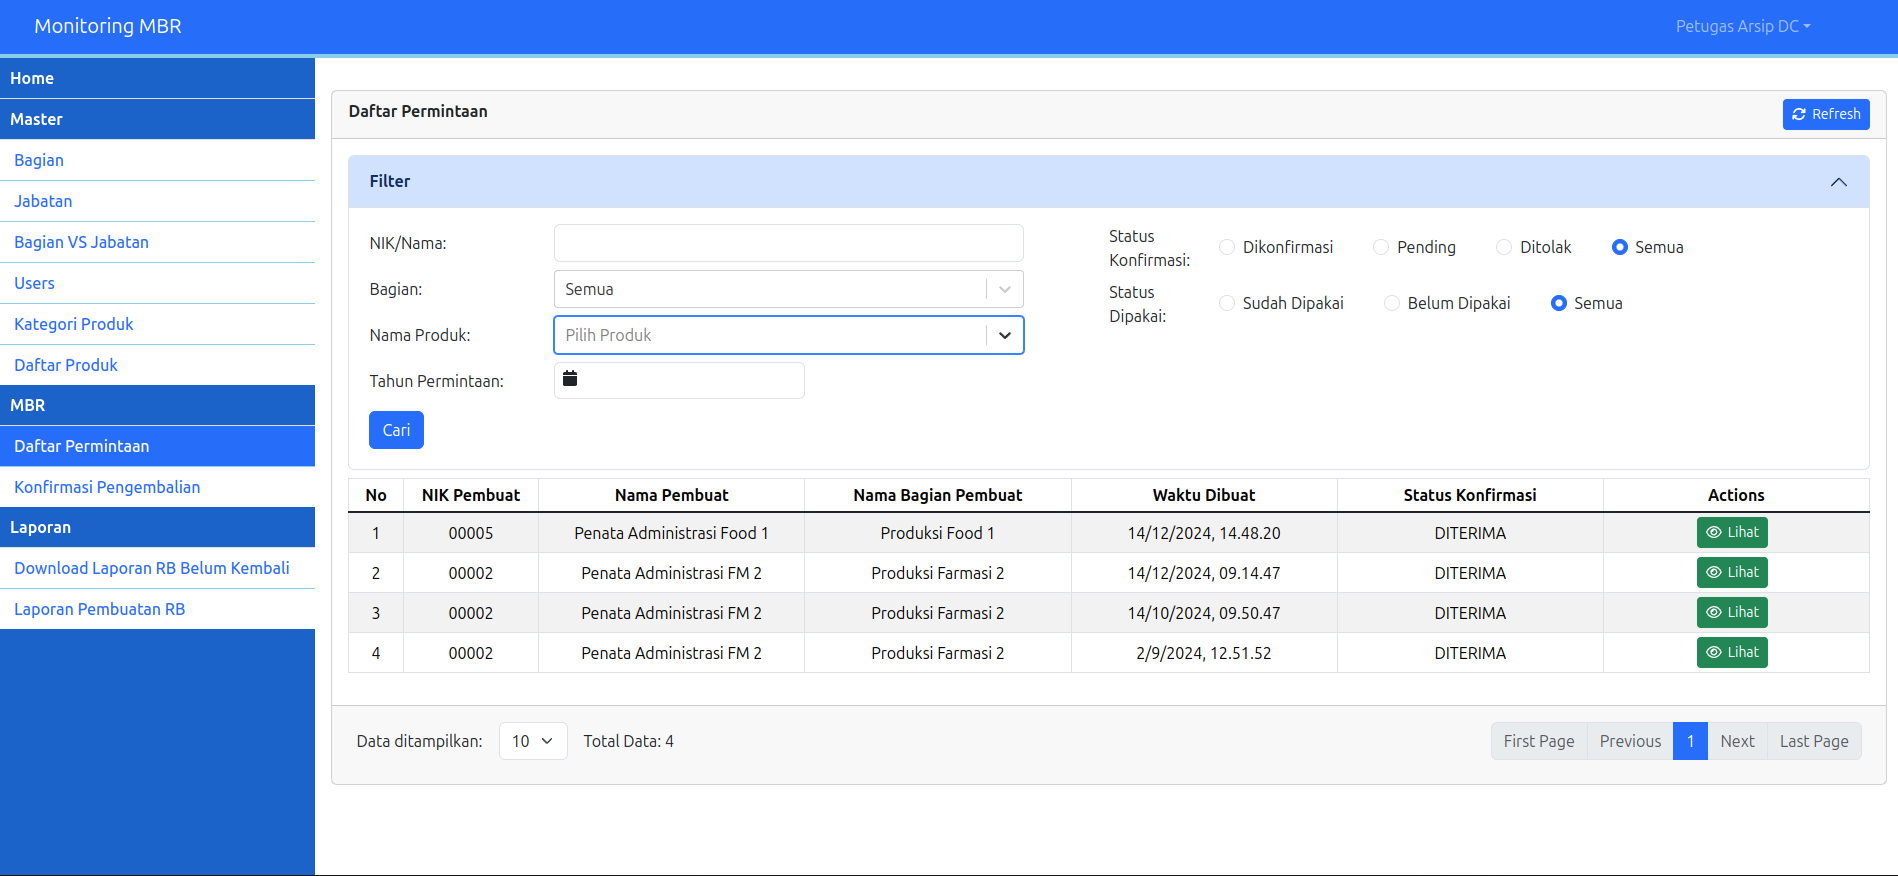 Monitoring MBR
Petugas Arsip DC
Home
Master
Bagian
Jabatan
Bagian VS Jabatan
Users
Kategori Produk
Daftar Produk
MBR
Daftar Permintaan
Konfirmasi Pengembalian
Laporan
Download Laporan RB Belum Kembali
Laporan Pembuatan RB
Daftar Permintaan
Refresh
Filter
NIK/Nama:
Bagian: Semua
Nama Produk: Pilih Produk
Tahun Permintaan:
Cari
Status Konfirmasi: Dikonfirmasi Pending Ditolak Semua
Status Dipakai: Sudah Dipakai Belum Dipakai Semua
No NIK Pembuat Nama Pembuat Nama Bagian Pembuat Waktu Dibuat Status Konfirmasi Actions
1 00005 Penata Administrasi Food 1 Produksi Food 1 14/12/2024, 14.48.20 DITERIMA Lihat
2 00002 Penata Administrasi FM 2 Produksi Farmasi 2 14/12/2024, 09.14.47 DITERIMA Lihat
3 00002 Penata Administrasi FM 2 Produksi Farmasi 2 14/10/2024, 09.50.47 DITERIMA Lihat
4 00002 Penata Administrasi FM 2 Produksi Farmasi 2 2/9/2024, 12.51.52 DITERIMA Lihat
Data ditampilkan: 10 Total Data: 4
First Page Previous 1 Next Last Page